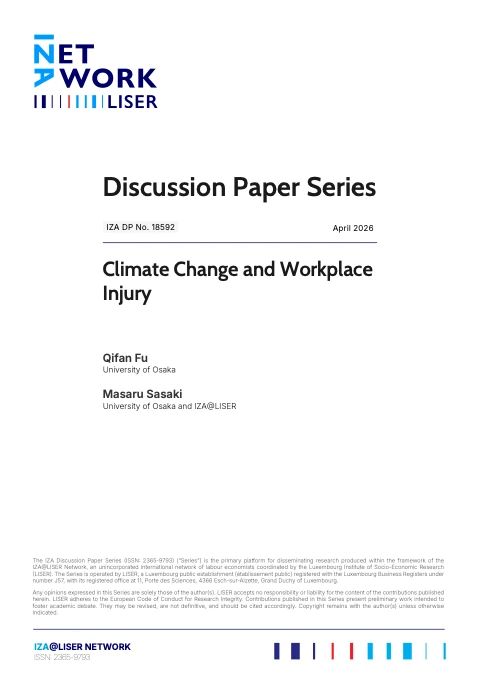 IZA NETWORK
LISER
Discussion Paper Series
IZA DP No. 18592
April 2026
Climate Change and Workplace
Injury
Qifan Fu
University of Osaka
Masaru Sasaki
University of Osaka and IZA@LISER
The IZA Discussion Paper Series (ISSN: 2365-9793) ("Series") is the primary platform for disseminating research produced within the framework of the
IZA@LISER Network, an unincorporated international network of labour economists coordinated by the Luxembourg Institute of Socio-Economic Research
(LISER). The Series is operated by LISER, a Luxembourg public establishment (établissement public) registered with the Luxembourg Business Registers under
number J57, with its registered office at 11, Porte des Sciences, 4366 Esch-sur-Alzette, Grand Duchy of Luxembourg.
Any opinions expressed in this Series are solely those of the author(s). LISER accepts no responsibility or liability for the content of the contributions published
herein. LISER adheres to the European Code of Conduct for Research Integrity. Contributions published in this Series present preliminary work intended to
foster academic debate. They may be revised, are not definitive, and should be cited accordingly. Copyright remains with the author(s) unless otherwise
indicated.
IZA@LISER NETWORK
ISSN: 2365-9793